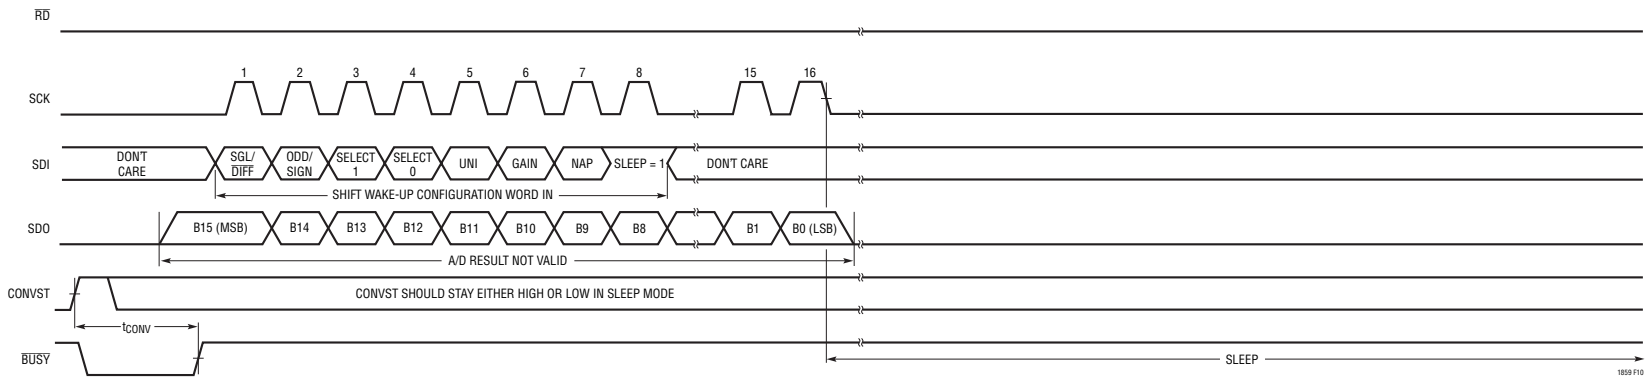 RD
1 2 3 4 5 6 7 8 15 16
SCK
SDI
DON'T
CARE
SGL/
DIFF
ODD/
SIGN
SELECT
1
SELECT
0
UNI
GAIN
NAP
SLEEP = 1
DON'T CARE
SHIFT WAKE-UP CONFIGURATION WORD IN
SDO
B15 (MSB) B14 B13 B12 B11 B10 B9 B8 B1 B0 (LSB)
A/D RESULT NOT VALID
CONVST
CONVST SHOULD STAY EITHER HIGH OR LOW IN SLEEP MODE
tCONV
BUSY
SLEEP
1859 F10